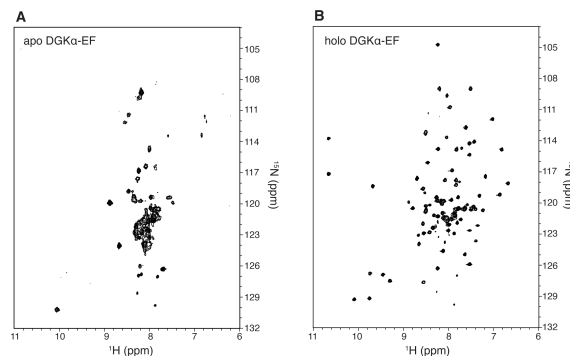 A
apo DGKα-EF
105
108
111
114
117
120
123
126
129
132
¹⁵N (ppm)
11 10 9 8 7 6
¹H (ppm)
B
holo DGKα-EF
105
108
111
114
117
120
123
126
129
132
¹⁵N (ppm)
11 10 9 8 7 6
¹H (ppm)